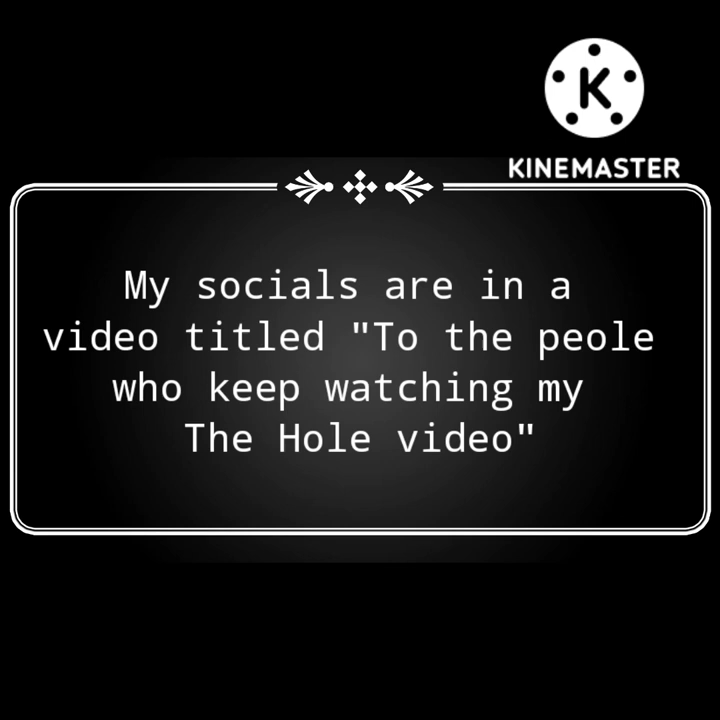 K
KINEMASTER
My socials are in a
video titled "To the peole
who keep watching my
The Hole video"